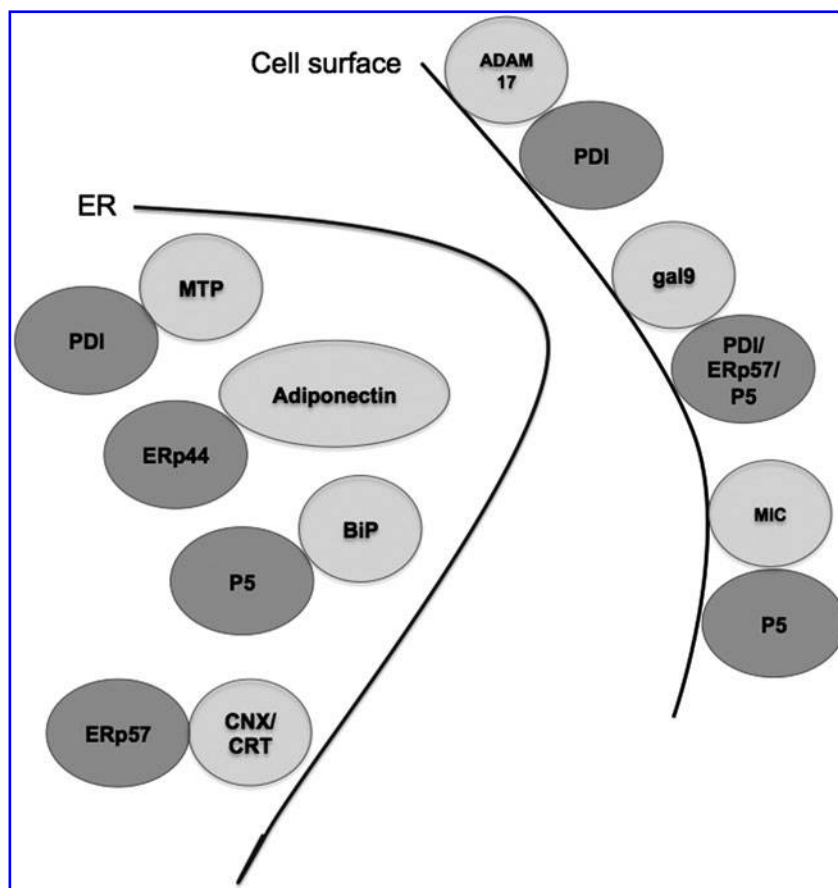 Cell surface
ADAM
17
PDI
ER
MTP
PDI
gal9
PDI/
ERp57/
P5
Adiponectin
ERp44
BiP
P5
MIC
P5
ERp57
CNX/
CRT